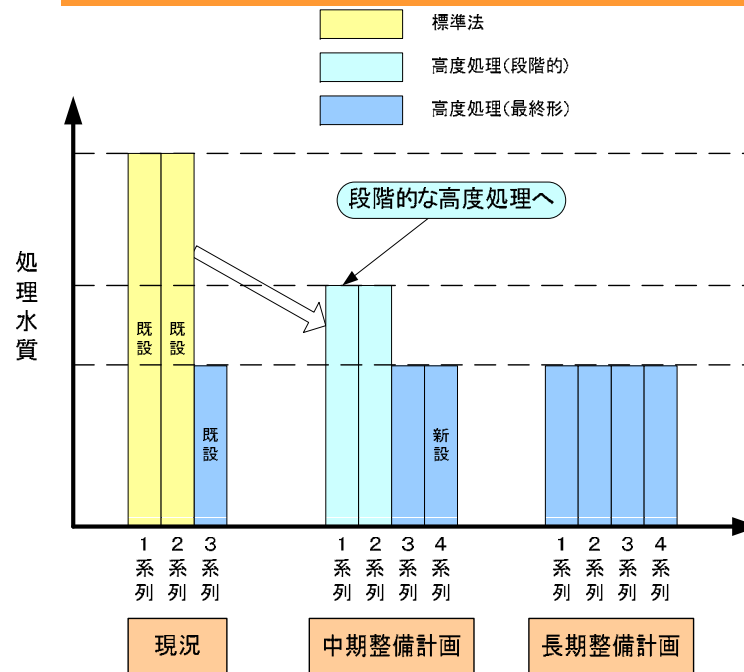 標準法
高度処理(段階的)
高度処理(最終形)
段階的な高度処理へ
処理水質
既設
既設
既設
新設
1系列
2系列
3系列
1系列
2系列
3系列
4系列
1系列
2系列
3系列
4系列
現況
中期整備計画
長期整備計画